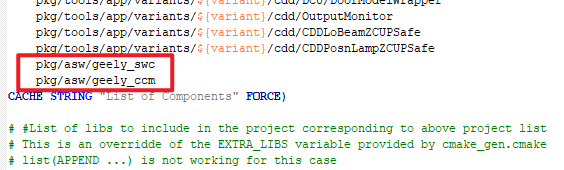 pkg/tools/app/variants/${variant}/cdd/DC0/DoorModelWrapper
pkg/tools/app/variants/${variant}/cdd/OutputMonitor
pkg/tools/app/variants/${variant}/cdd/CDDLoBeamZCUPSafe
pkg/tools/app/variants/${variant}/cdd/CDDPosnLampZCUPSafe
pkg/asw/geely_swc
pkg/asw/geely_ccm
CACHE STRING "List of Components" FORCE)
# #List of libs to include in the project corresponding to above project list
# This is an overridde of the EXTRA_LIBS variable provided by cmake_gen.cmake
# list(APPEND ...) is not working for this case